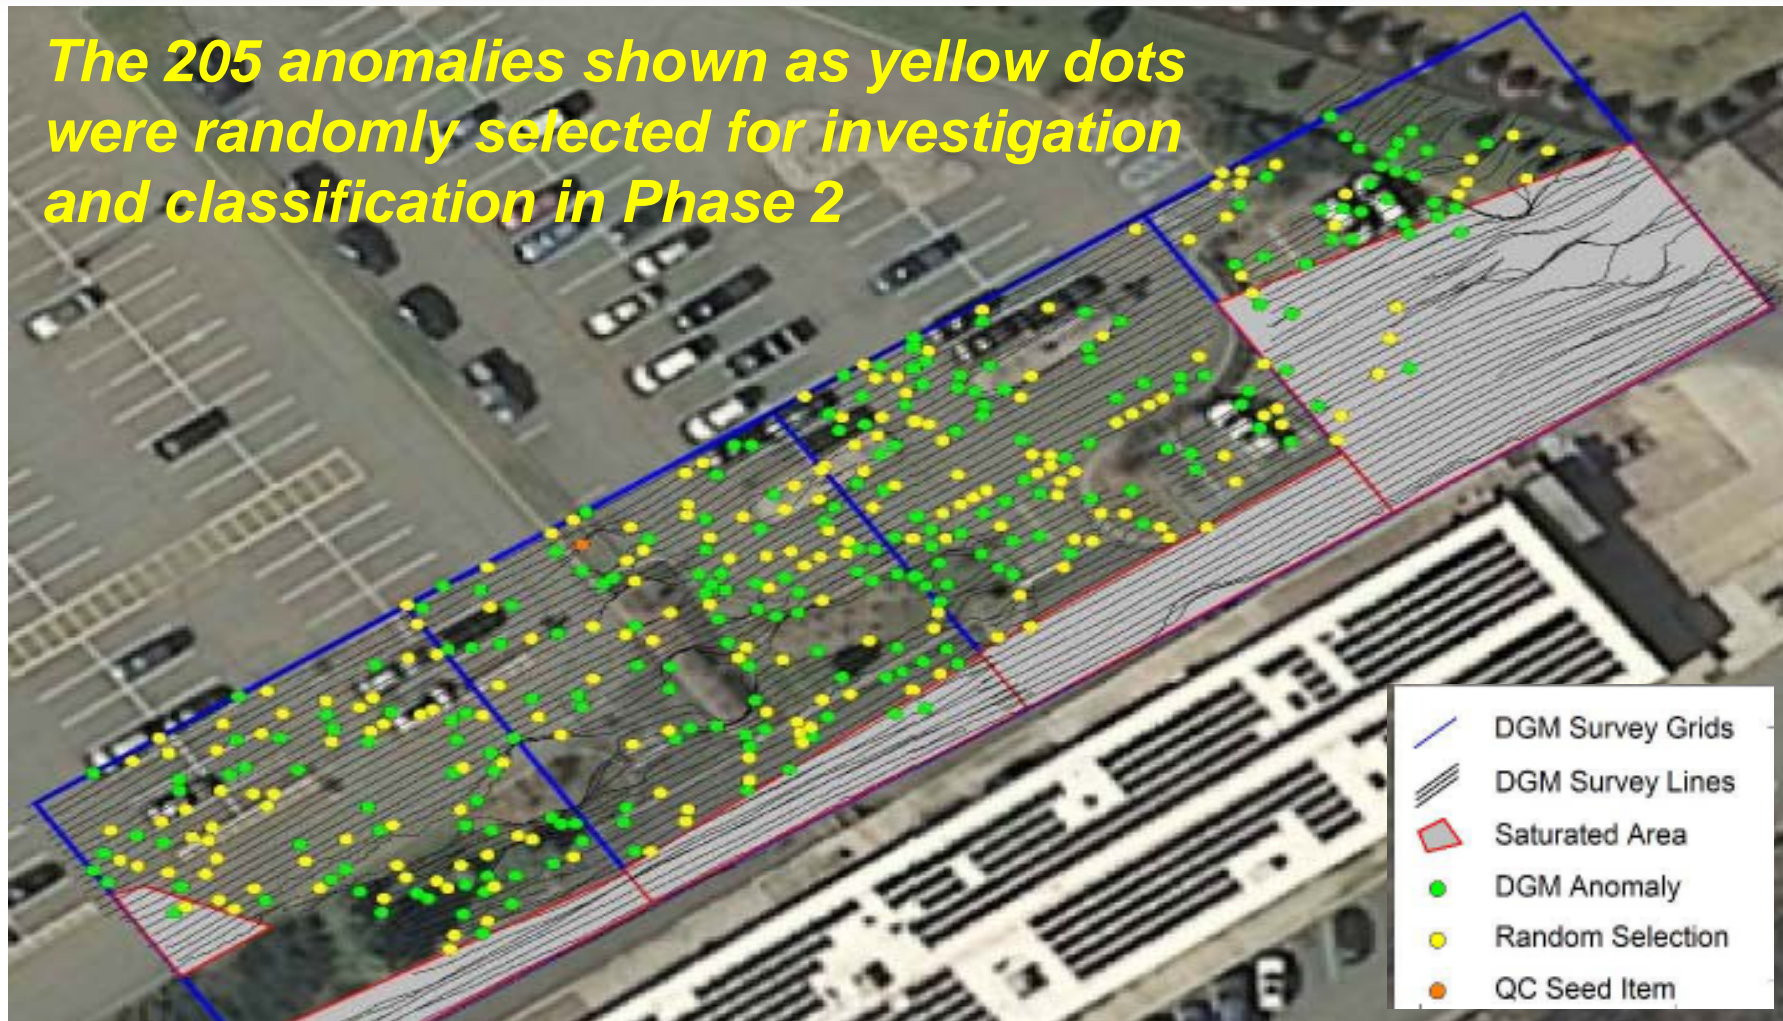 The 205 anomalies shown as yellow dots
were randomly selected for investigation
and classification in Phase 2
DGM Survey Grids
DGM Survey Lines
Saturated Area
DGM Anomaly
Random Selection
QC Seed Item